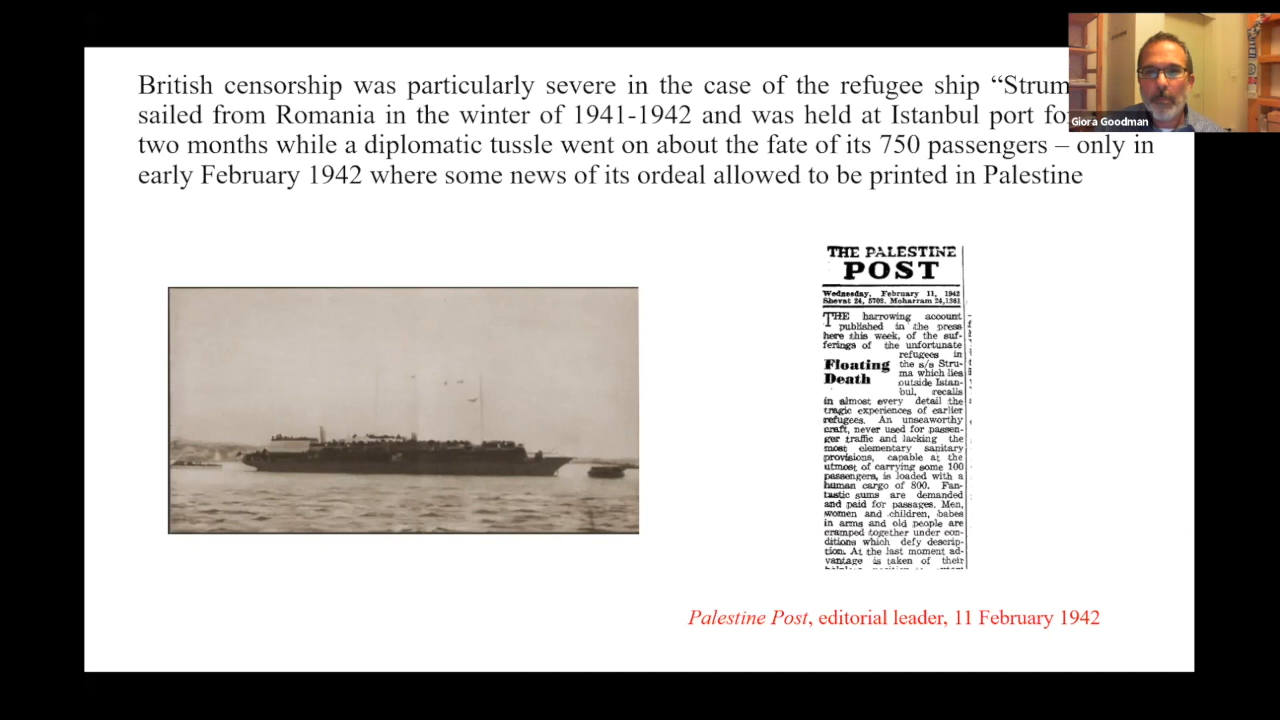 British censorship was particularly severe in the case of the refugee ship “Strum
sailed from Romania in the winter of 1941-1942 and was held at Istanbul port fo
two months while a diplomatic tussle went on about the fate of its 750 passengers – only in
early February 1942 where some news of its ordeal allowed to be printed in Palestine
Giora Goodman
THE PALESTINE
POST
Wednesday, February 11, 1942
Shevat 24, 5702. Moharram 24,1361
THE harrowing account
published in the press
here this week, of the suf-
ferings of the unfortunate
refugees in
the s/s Stru-
ma which lies
outside Istan-
bul, recalls
Floating
Death
in almost every detail the
tragic experiences of earlier
refugees. An unseaworthy
craft, never used for passen-
ger traffic and lacking the
most elementary sanitary
provisions, capable at the
utmost of carrying some 100
passengers, is loaded with a
human cargo of 800. Fan-
tastic sums are demanded
and paid for passages. Men,
women and children, babes
in arms and old people are
cramped together under con-
ditions which defy descrip-
tion. At the last moment ad-
vantage is taken of their
Palestine Post, editorial leader, 11 February 1942